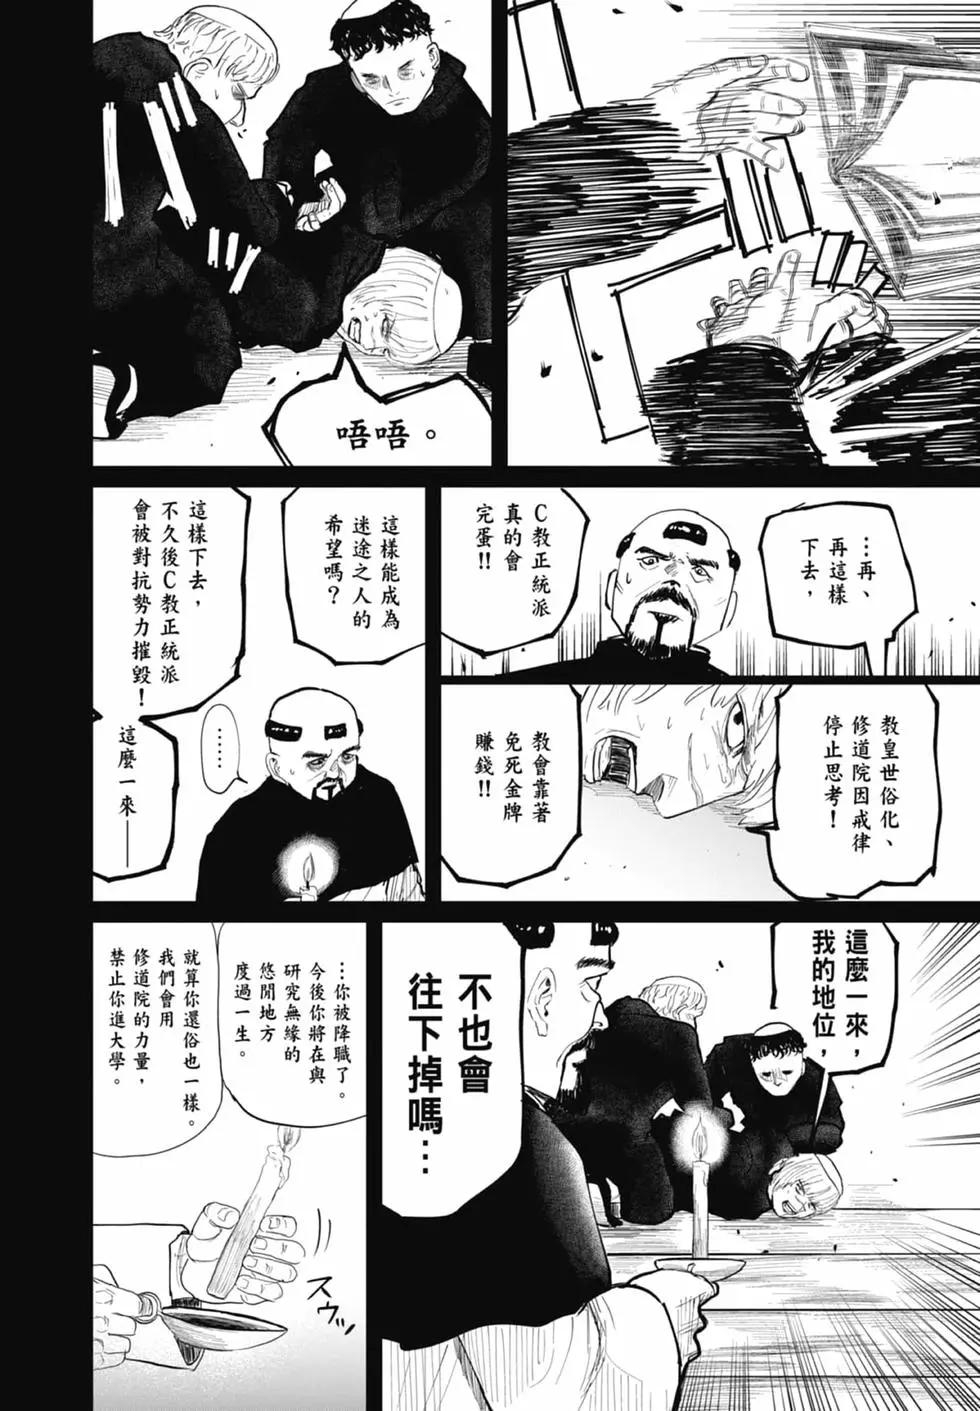 唔唔。
…再、
再這樣
下去，
C教正統派
真的會
完蛋!!
教皇世俗化、
修道院因戒律
停止思考！
教會靠著
免死金牌
賺錢!!
這樣能成為
迷途之人的
希望嗎？
這樣下去，
不久後C教正統派
會被對抗勢力摧毀！
這麼一來——
……
這麼一來，
我的地位，
不也會
往下掉嗎…
…你被降職了。
今後你將在與
研究無緣的
悠閒地方
度過一生。
就算你還俗也一樣。
我們會用
修道院的力量，
禁止你進大學。
スウッ